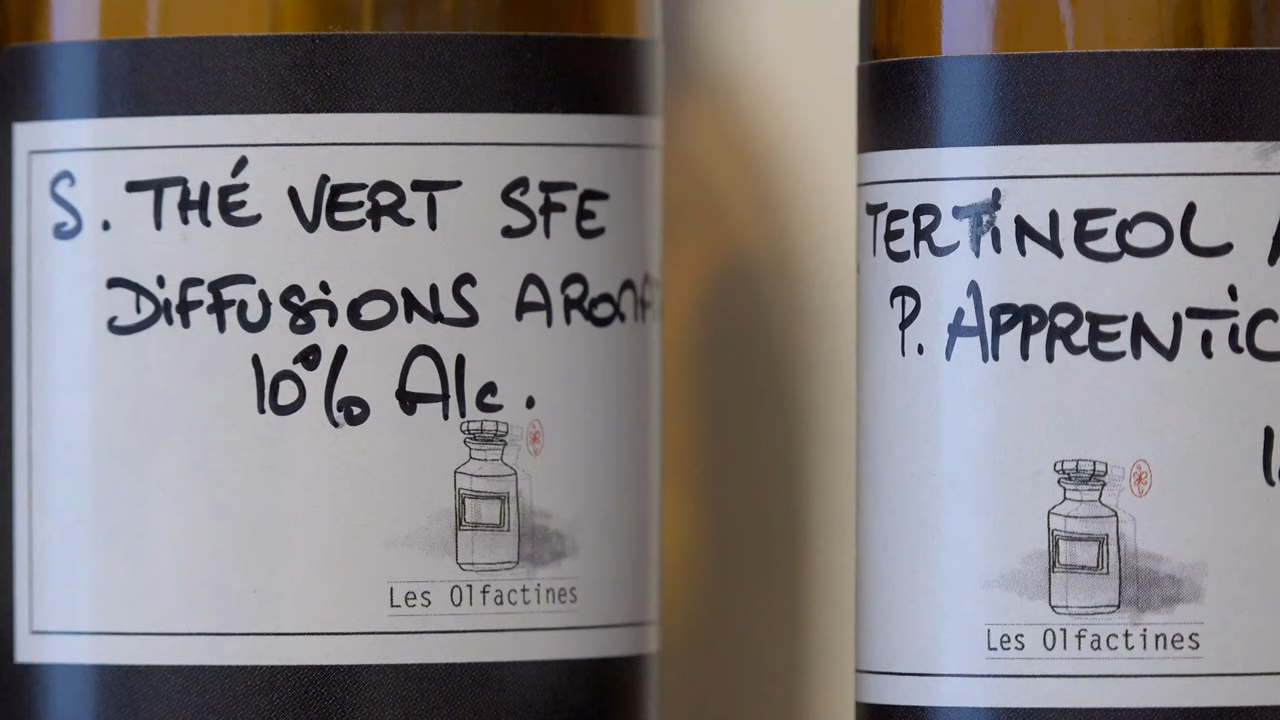 S. THÉ VERT SFE
DiFFUSiONS
10% Alc.
Les Olfactines
TERTiNEOL
P.
Les Olfactines